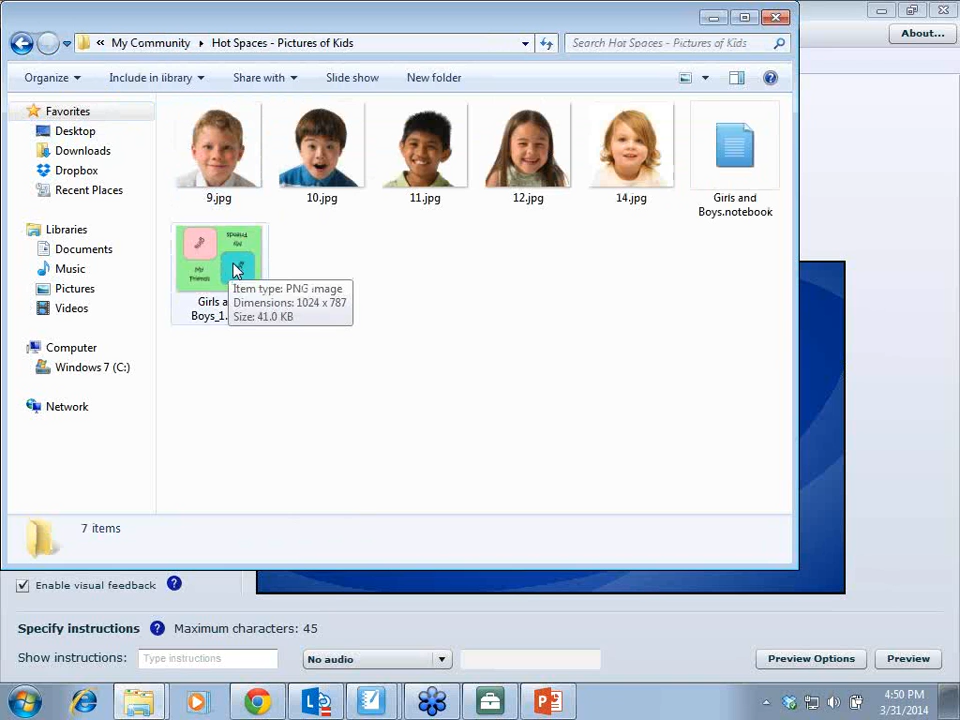 « My Community ▸ Hot Spaces - Pictures of Kids
Search Hot Spaces - Pictures of Kids
About...
Organize
Include in library
Share with
Slide show
New folder
Favorites
Desktop
Downloads
Dropbox
Recent Places
Libraries
Documents
Music
Pictures
Videos
Computer
Windows 7 (C:)
Network
9.jpg
10.jpg
11.jpg
12.jpg
14.jpg
Girls and
Boys.notebook
My
Friends
My
Friends
Girls a
Boys_1.
Item type: PNG image
Dimensions: 1024 x 787
Size: 41.0 KB
7 items
Enable visual feedback
Specify instructions
Maximum characters: 45
Show instructions:
Type instructions
No audio
Preview Options
Preview
4:50 PM
3/31/2014